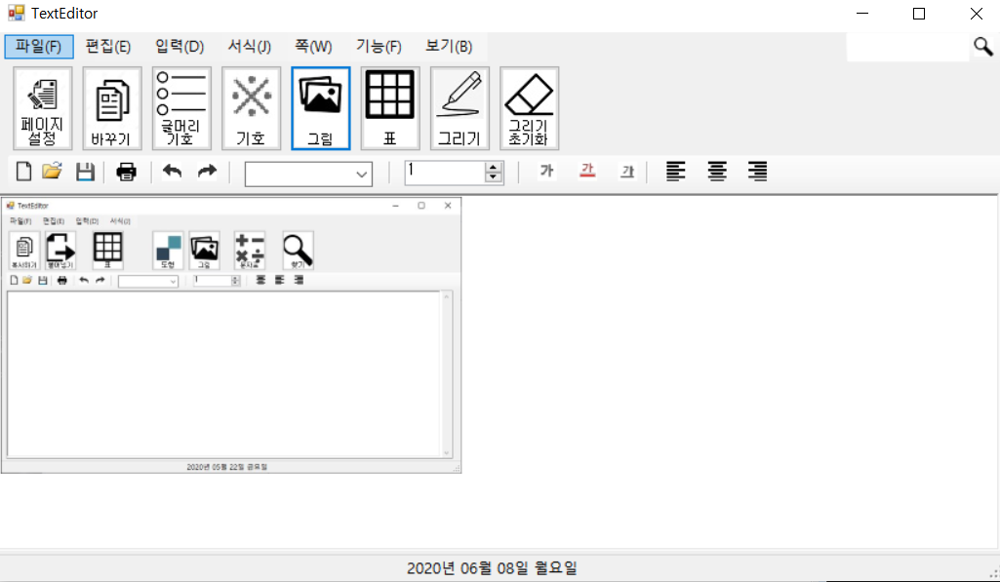 TextEditor
파일(F) 편집(E) 입력(D) 서식(J) 쪽(W) 기능(F) 보기(B)
페이지 설정 바꾸기 글머리 기호 기호 그림 표 그리기 그리기 초기화
1 가 가 가
TextEditor
파일(F) 편집(E) 입력(D) 서식(J)
복사하기 붙여넣기 표 도형 그림 찾기
1
2020년 05월 22일 금요일
2020년 06월 08일 월요일